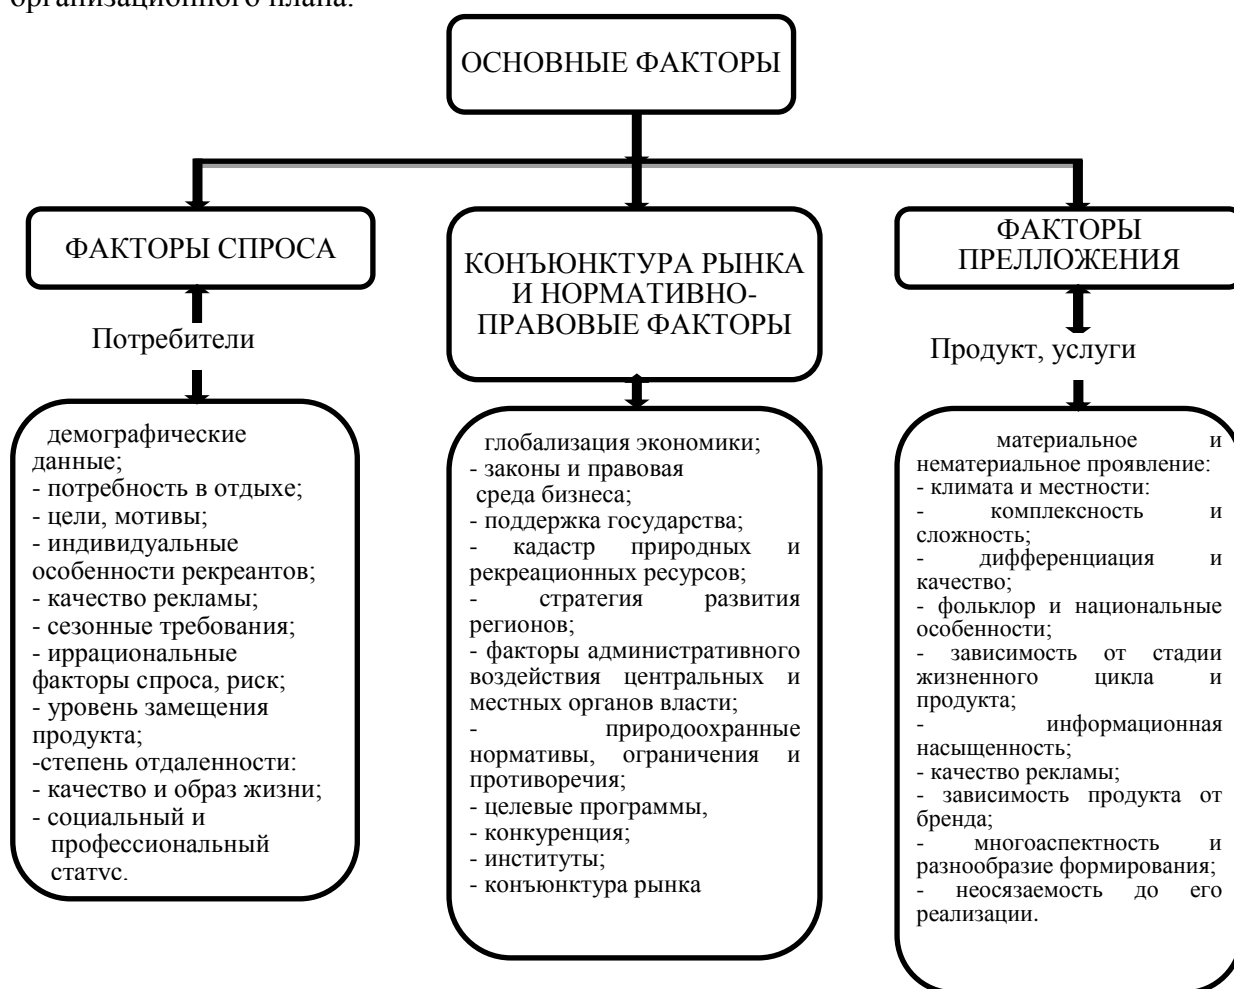 организационного плана.
ОСНОВНЫЕ ФАКТОРЫ
ФАКТОРЫ СПРОСА
Потребители
демографические
данные;
- потребность в отдыхе;
- цели, мотивы;
- индивидуальные
особенности рекреантов;
- качество рекламы;
- сезонные требования;
- иррациональные
факторы спроса, риск;
- уровень замещения
продукта;
-степень отдаленности:
- качество и образ жизни;
- социальный и
профессиональный
статус.
КОНЪЮНКТУРА РЫНКА
И НОРМАТИВНО-
ПРАВОВЫЕ ФАКТОРЫ
глобализация экономики;
- законы и правовая
среда бизнеса;
- поддержка государства;
- кадастр природных и
рекреационных ресурсов;
- стратегия развития
регионов;
- факторы административного
воздействия центральных и
местных органов власти;
- природоохранные
нормативы, ограничения и
противоречия;
- целевые программы,
- конкуренция;
- институты;
- конъюнктура рынка
ФАКТОРЫ
ПРЕЛЛОЖЕНИЯ
Продукт, услуги
материальное и
нематериальное проявление:
- климата и местности:
- комплексность и
сложность;
- дифференциация и
качество;
- фольклор и национальные
особенности;
- зависимость от стадии
жизненного цикла и
продукта;
- информационная
насыщенность;
- качество рекламы;
- зависимость продукта от
бренда;
- многоаспектность и
разнообразие формирования;
- неосязаемость до его
реализации.